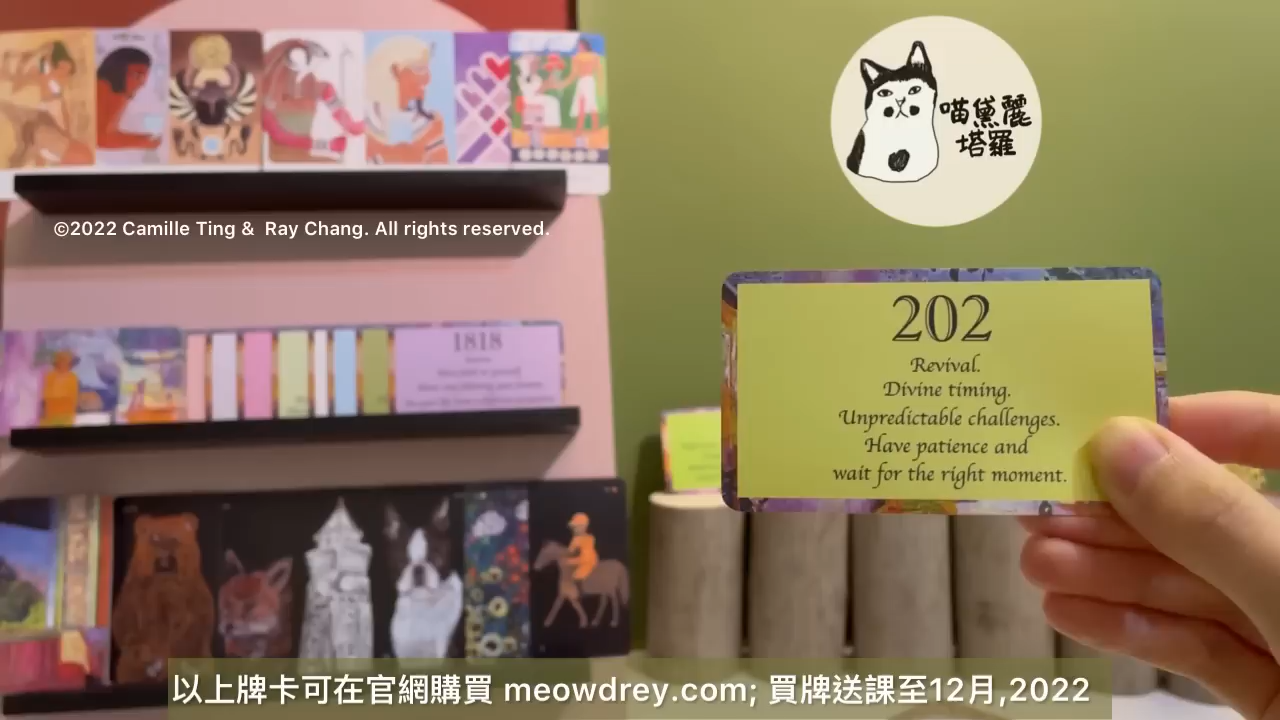 喵黛麗
塔羅
©2022 Camille Ting & Ray Chang. All rights reserved.
202
Revival.
Divine timing.
Unpredictable challenges.
Have patience and
wait for the right moment.
1818
以上牌卡可在官網購買 meowdrey.com; 買牌送課至12月,2022